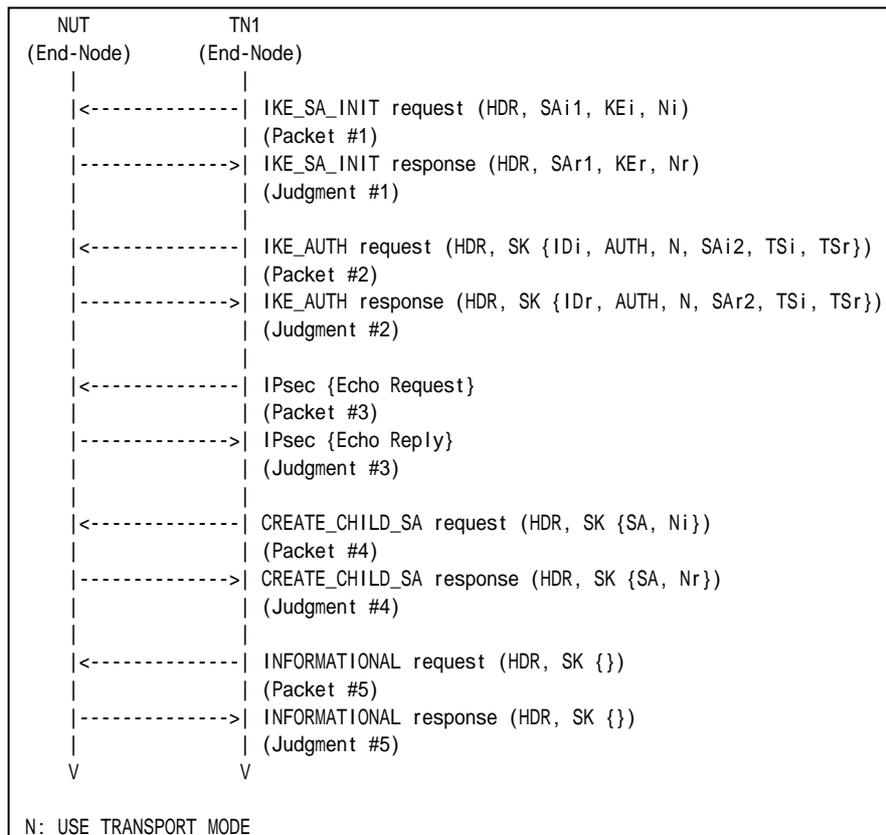 NUT TN1
(End-Node) (End-Node)
| |
|<--------------| IKE_SA_INIT request (HDR, SAi1, KEi, Ni)
| | (Packet #1)
|-------------->| IKE_SA_INIT response (HDR, SAr1, KEr, Nr)
| | (Judgment #1)
| |
|<--------------| IKE_AUTH request (HDR, SK {IDi, AUTH, N, SAi2, TSi, TSr})
| | (Packet #2)
|-------------->| IKE_AUTH response (HDR, SK {IDr, AUTH, N, SAr2, TSi, TSr})
| | (Judgment #2)
| |
|<--------------| IPsec {Echo Request}
| | (Packet #3)
|-------------->| IPsec {Echo Reply}
| | (Judgment #3)
| |
|<--------------| CREATE_CHILD_SA request (HDR, SK {SA, Ni})
| | (Packet #4)
|-------------->| CREATE_CHILD_SA response (HDR, SK {SA, Nr})
| | (Judgment #4)
| |
|<--------------| INFORMATIONAL request (HDR, SK {})
| | (Packet #5)
|-------------->| INFORMATIONAL response (HDR, SK {})
| | (Judgment #5)
V V
N: USE TRANSPORT MODE